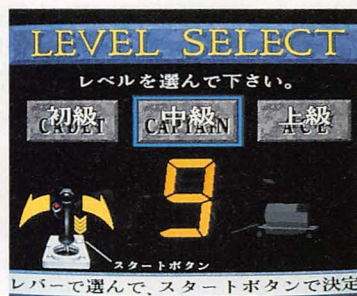 LEVEL SELECT
レベルを選んで下さい。
初級 中級 上級
CADET CAPTAIN ACE
9
スタートボタン
レバーで選んで、スタートボタンで決定